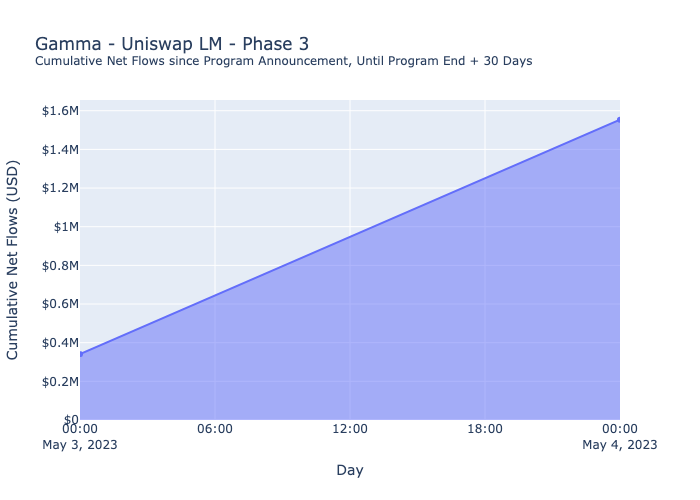 Gamma - Uniswap LM - Phase 3
Cumulative Net Flows since Program Announcement, Until Program End + 30 Days
Cumulative Net Flows (USD)
$1.6M
$1.4M
$1.2M
$1M
$0.8M
$0.6M
$0.4M
$0.2M
$0
00:00 06:00 12:00 18:00 00:00
May 3, 2023 May 4, 2023
Day